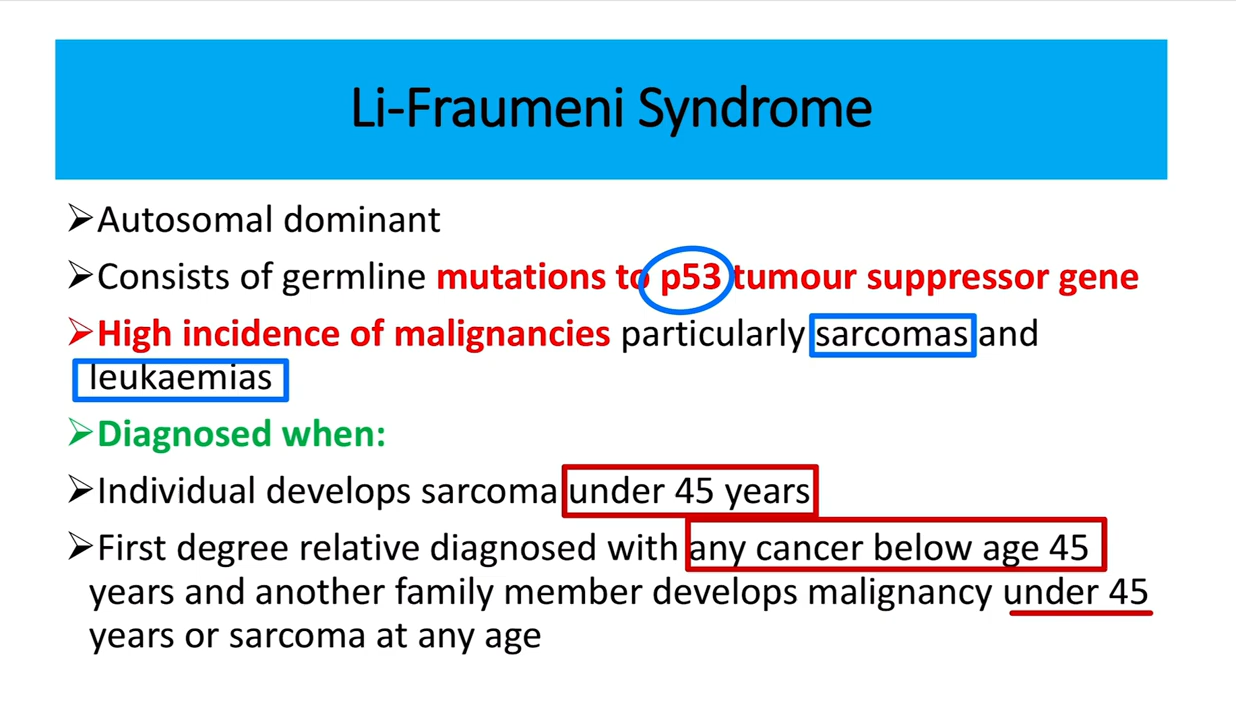 Li-Fraumeni Syndrome
➢Autosomal dominant
➢Consists of germline mutations to p53 tumour suppressor gene
➢High incidence of malignancies particularly sarcomas and
leukaemias
➢Diagnosed when:
➢Individual develops sarcoma under 45 years
➢First degree relative diagnosed with any cancer below age 45
years and another family member develops malignancy under 45
years or sarcoma at any age